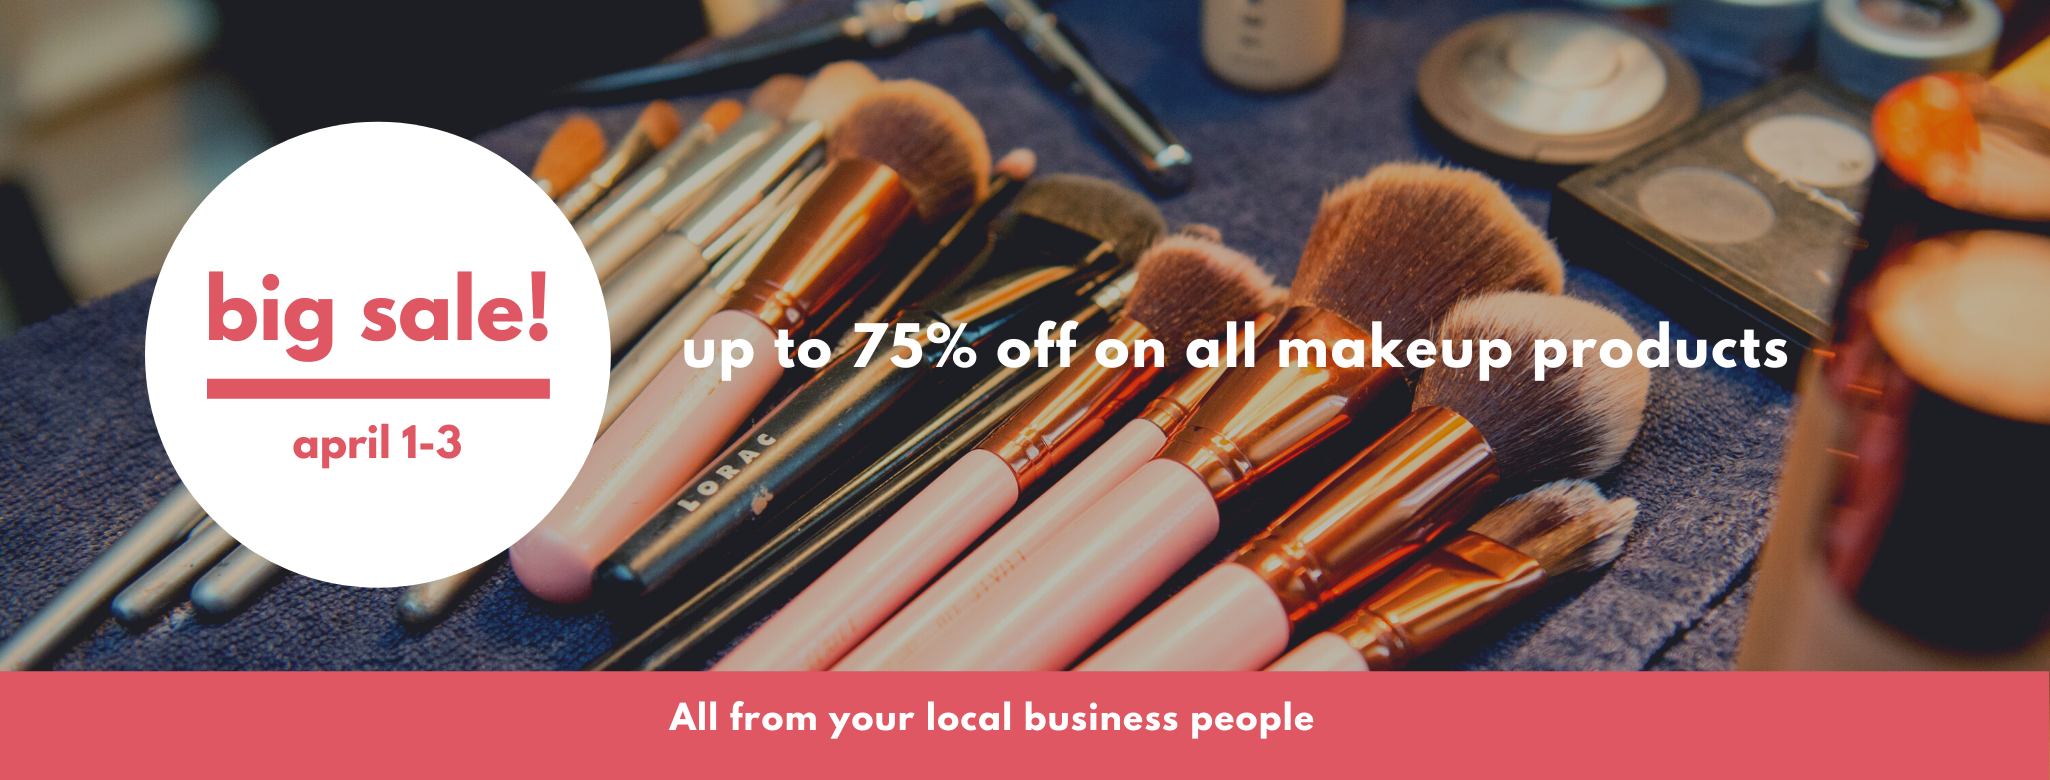 big sale!
april 1-3
up to 75% off on all makeup products
LORAC
All from your local business people